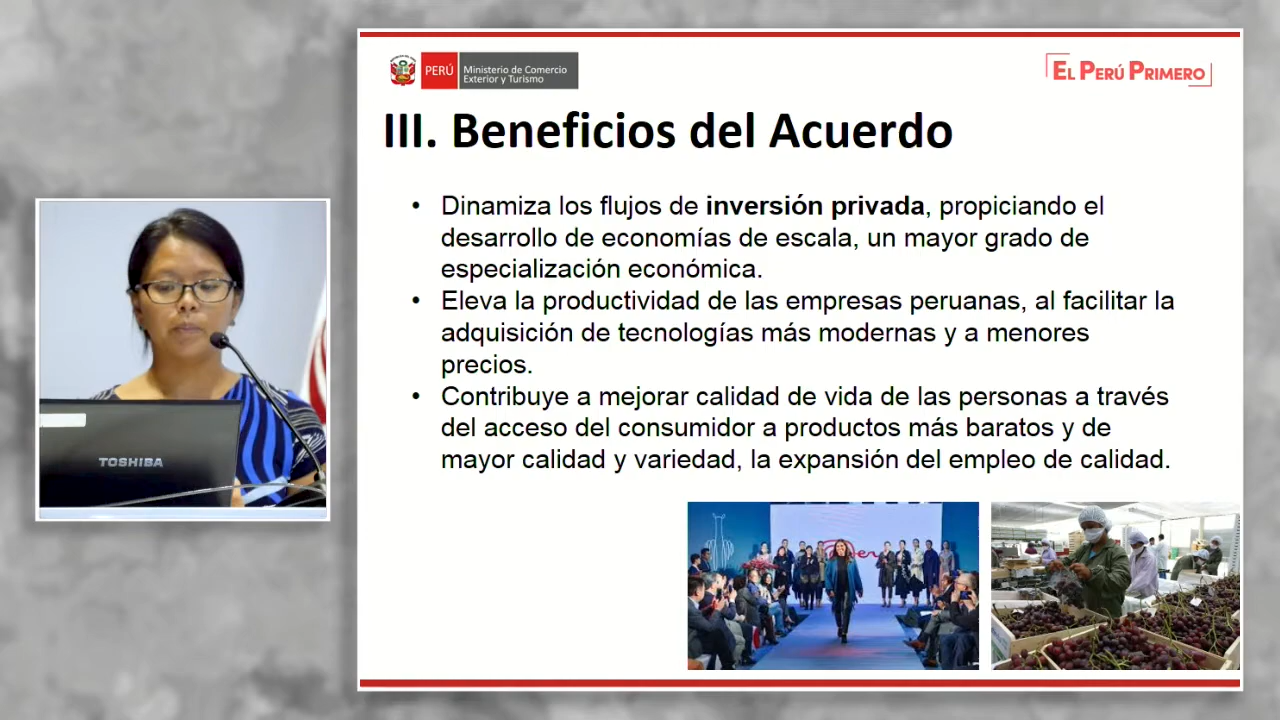 PERÚ
Ministerio de Comercio
Exterior y Turismo
EL PERÚ PRIMERO
III. Beneficios del Acuerdo
• Dinamiza los flujos de inversión privada, propiciando el
desarrollo de economías de escala, un mayor grado de
especialización económica.
• Eleva la productividad de las empresas peruanas, al facilitar la
adquisición de tecnologías más modernas y a menores
precios.
• Contribuye a mejorar calidad de vida de las personas a través
del acceso del consumidor a productos más baratos y de
mayor calidad y variedad, la expansión del empleo de calidad.
TOSHIBA